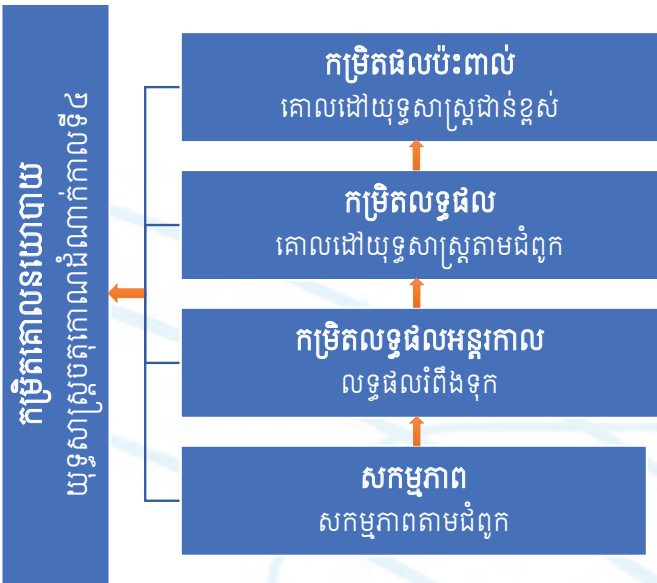 កម្រិតគោលនយោបាយ
យុទ្ធសាស្ត្រចតុកោណដំណាក់កាលទី៤
កម្រិតផលប៉ះពាល់
គោលដៅយុទ្ធសាស្ត្រជាន់ខ្ពស់
កម្រិតលទ្ធផល
គោលដៅយុទ្ធសាស្ត្រតាមជំពូក
កម្រិតលទ្ធផលអន្តរកាល
លទ្ធផលរំពឹងទុក
សកម្មភាព
សកម្មភាពតាមជំពូក